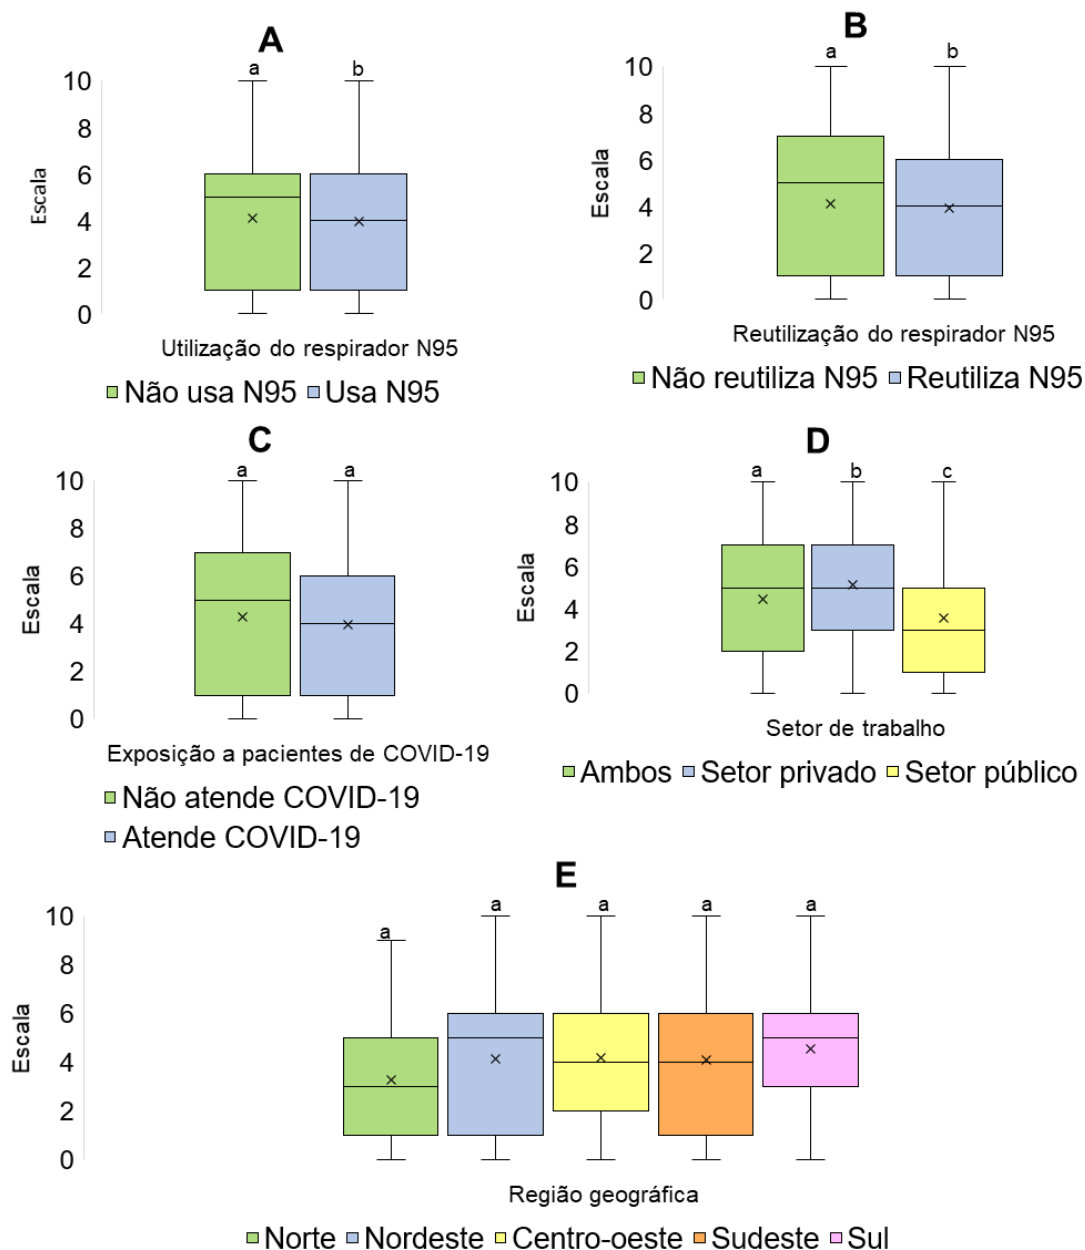 A
a b
10
8
6
4
2
0
Escala
Utilização do respirador N95
Não usa N95 Usa N95
B
a b
10
8
6
4
2
0
Escala
Reutilização do respirador N95
Não reutiliza N95 Reutiliza N95
C
a a
10
8
6
4
2
0
Escala
Exposição a pacientes de COVID-19
Não atende COVID-19
Atende COVID-19
D
a b c
10
8
6
4
2
0
Escala
Setor de trabalho
Ambos Setor privado Setor público
E
a a a a a
10
8
6
4
2
0
Escala
Região geográfica
Norte Nordeste Centro-oeste Sudeste Sul